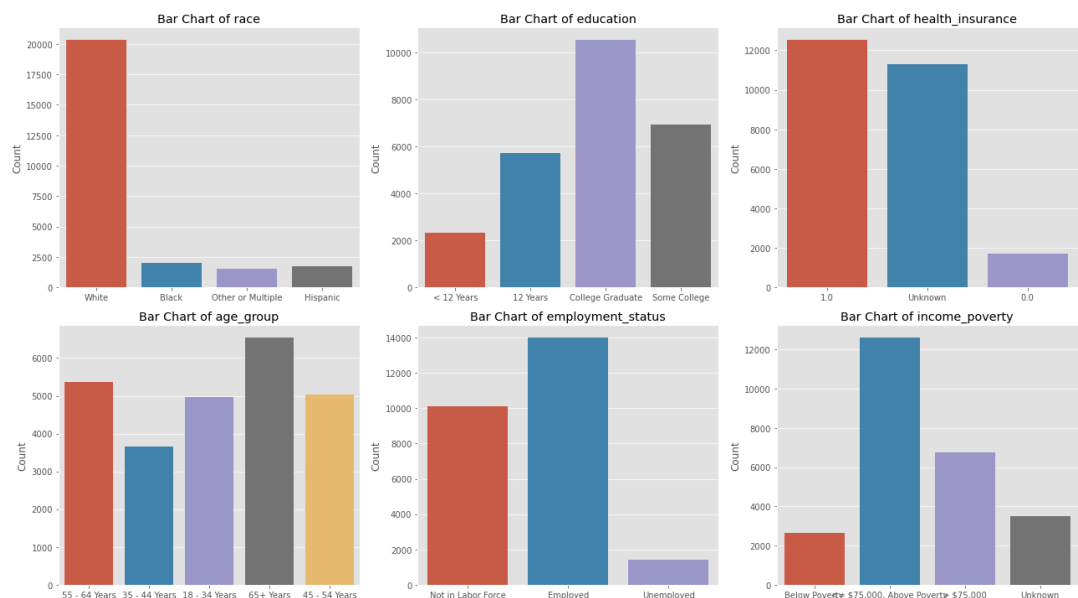 Bar Chart of race
20000
17500
15000
12500
10000
7500
5000
2500
0
Count
White Black Other or Multiple Hispanic
Bar Chart of education
10000
8000
6000
4000
2000
0
Count
< 12 Years 12 Years College Graduate Some College
Bar Chart of health_insurance
12000
10000
8000
6000
4000
2000
0
Count
1.0 Unknown 0.0
Bar Chart of age_group
6000
5000
4000
3000
2000
1000
0
Count
55 - 64 Years 35 - 44 Years 18 - 34 Years 65+ Years 45 - 54 Years
Bar Chart of employment_status
14000
12000
10000
8000
6000
4000
2000
0
Count
Not in Labor Force Employed Unemployed
Bar Chart of income_poverty
12000
10000
8000
6000
4000
2000
0
Count
Below Poverty <= $75,000, Above Poverty > $75,000 Unknown